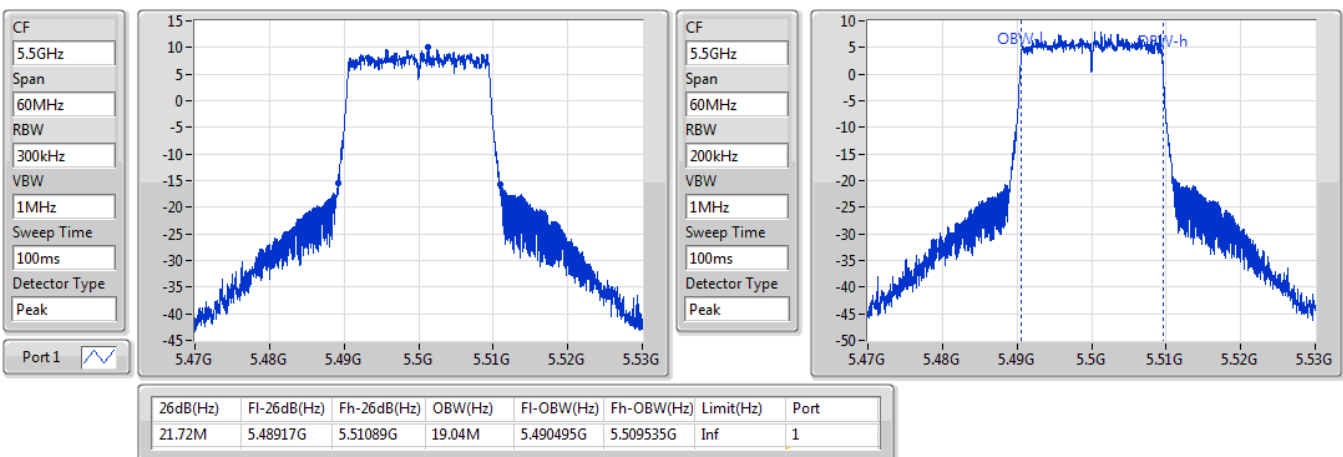 CF
5.5GHz
Span
60MHz
RBW
300kHz
VBW
1MHz
Sweep Time
100ms
Detector Type
Peak
Port 1
15
10
5
0
-5
-10
-15
-20
-25
-30
-35
-40
-45
5.47G 5.48G 5.49G 5.5G 5.51G 5.52G 5.53G
CF
5.5GHz
Span
60MHz
RBW
200kHz
VBW
1MHz
Sweep Time
100ms
Detector Type
Peak
10
5
0
-5
-10
-15
-20
-25
-30
-35
-40
-45
-50
OBW-l OBW-h
5.47G 5.48G 5.49G 5.5G 5.51G 5.52G 5.53G
26dB(Hz) Fl-26dB(Hz) Fh-26dB(Hz) OBW(Hz) Fl-OBW(Hz) Fh-OBW(Hz) Limit(Hz) Port
21.72M 5.48917G 5.51089G 19.04M 5.490495G 5.509535G Inf 1